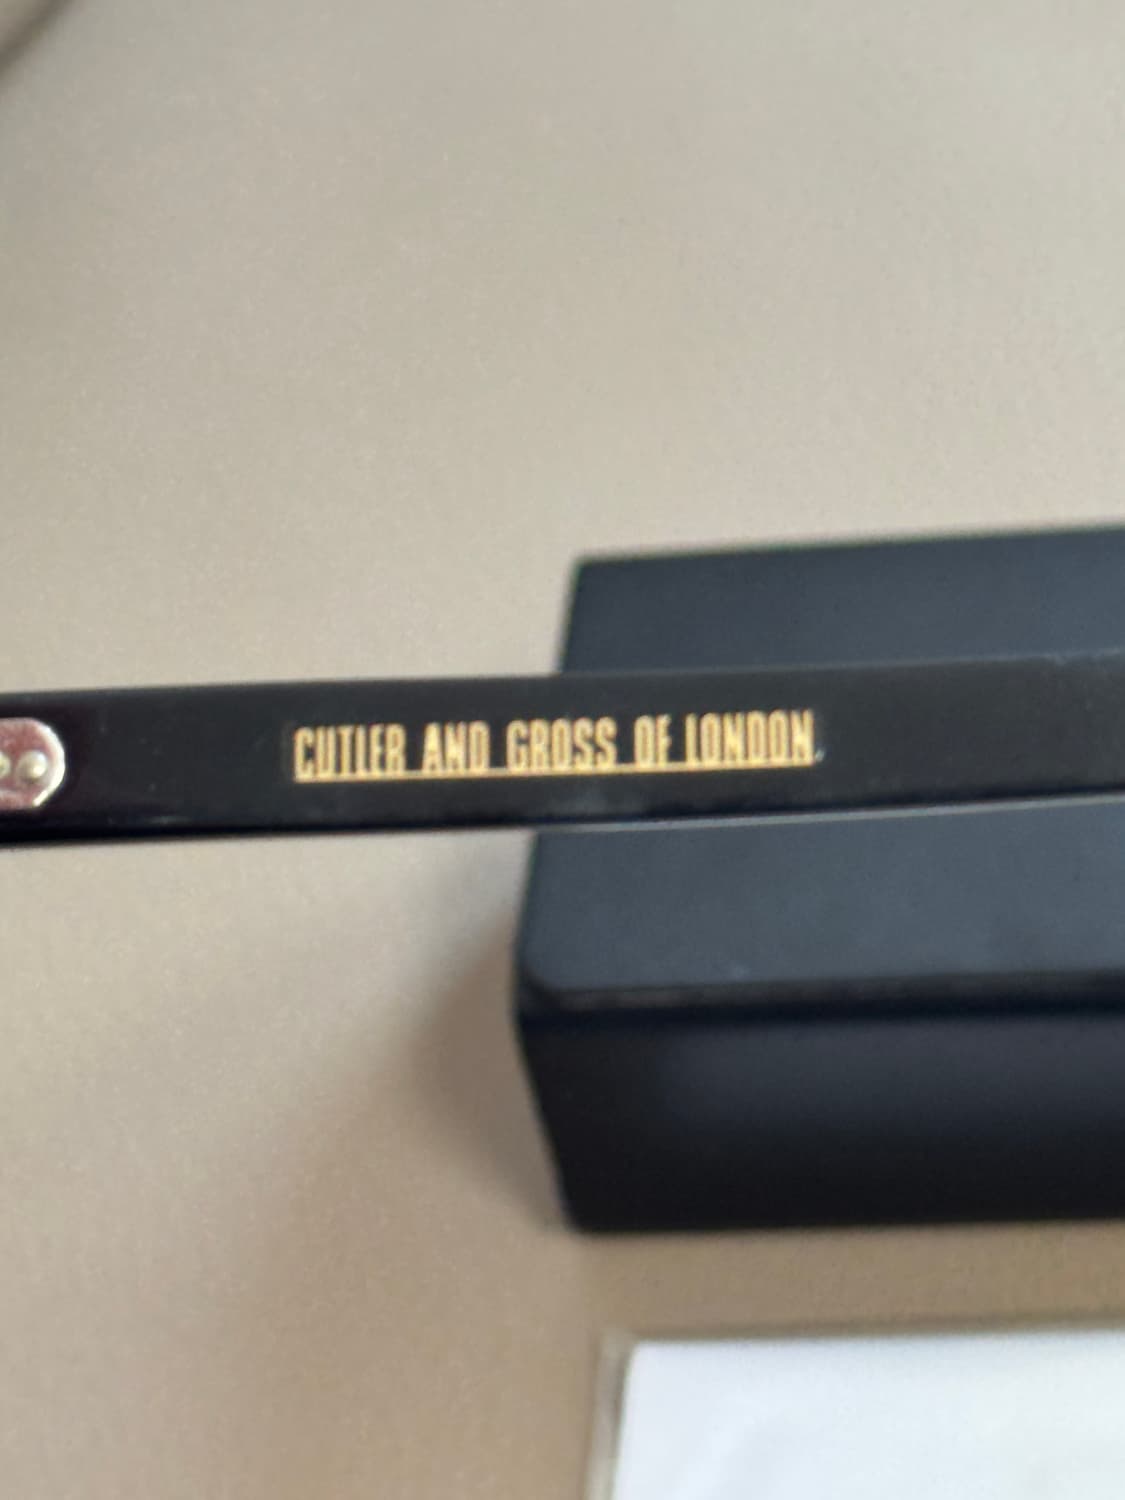 CUTLER AND GROSS OF LONDON